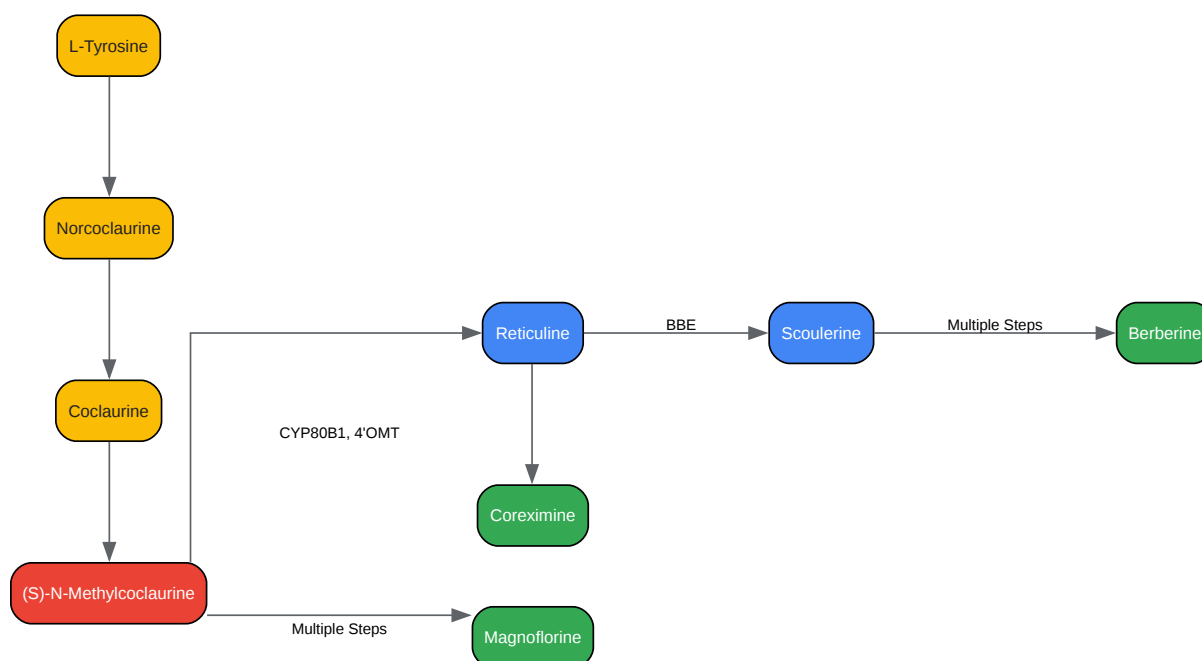 L-Tyrosine
Norcoclaurine
Reticuline
BBE
Scoulerine
Multiple Steps
Berberine
Coclaurine
CYP80B1, 4'OMT
Coreximine
(S)-N-Methylcoclaurine
Multiple Steps
Magnoflorine